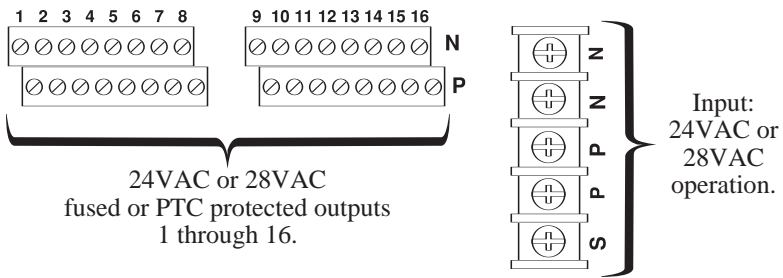 1 2 3 4 5 6 7 8
9 10 11 12 13 14 15 16
N
P
24VAC or 28VAC
fused or PTC protected outputs
1 through 16.
N
N
P
P
S
Input:
24VAC or
28VAC
operation.